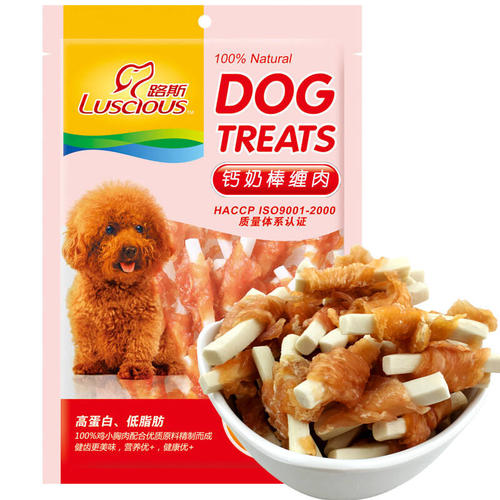 路斯
LUSCIOUS™
100% Natural
DOG
TREATS
钙奶棒缠肉
HACCP ISO9001-2000
质量体系认证
高蛋白、低脂肪
100%鸡小胸肉配合优质原料精制而成
健齿更美味,营养优+,健康优+